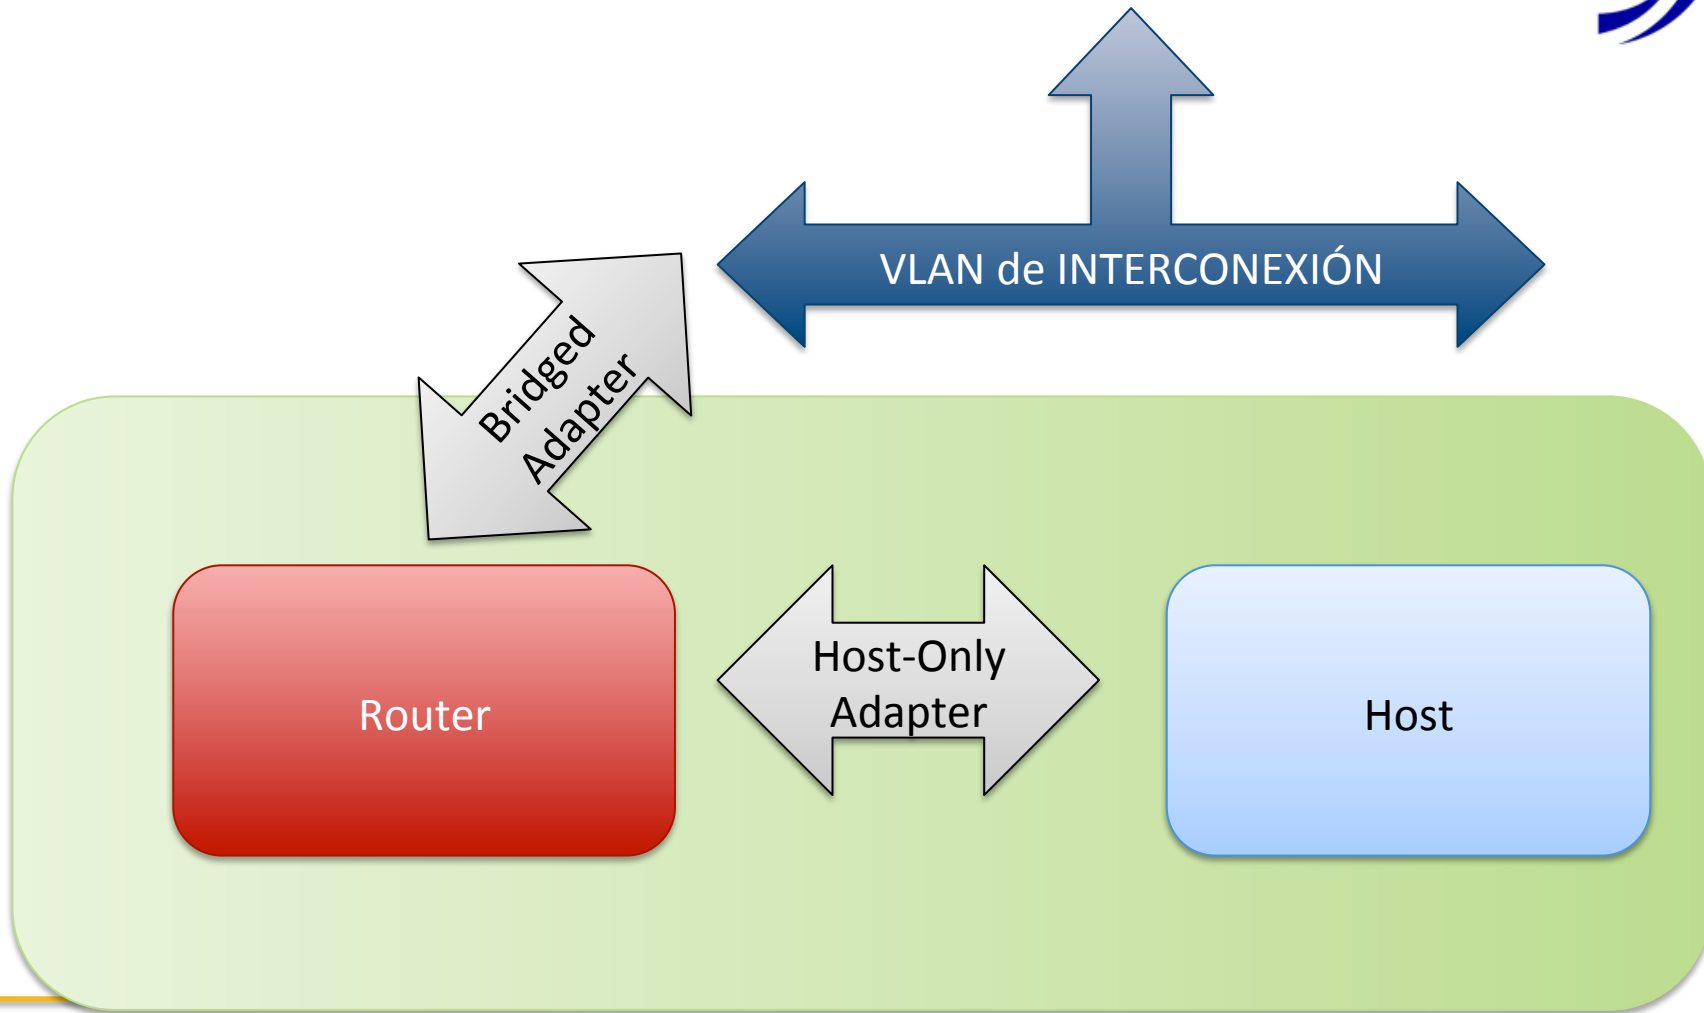 VLAN de INTERCONEXIÓN
Bridged
Adapter
Host-Only
Adapter
Router
Host